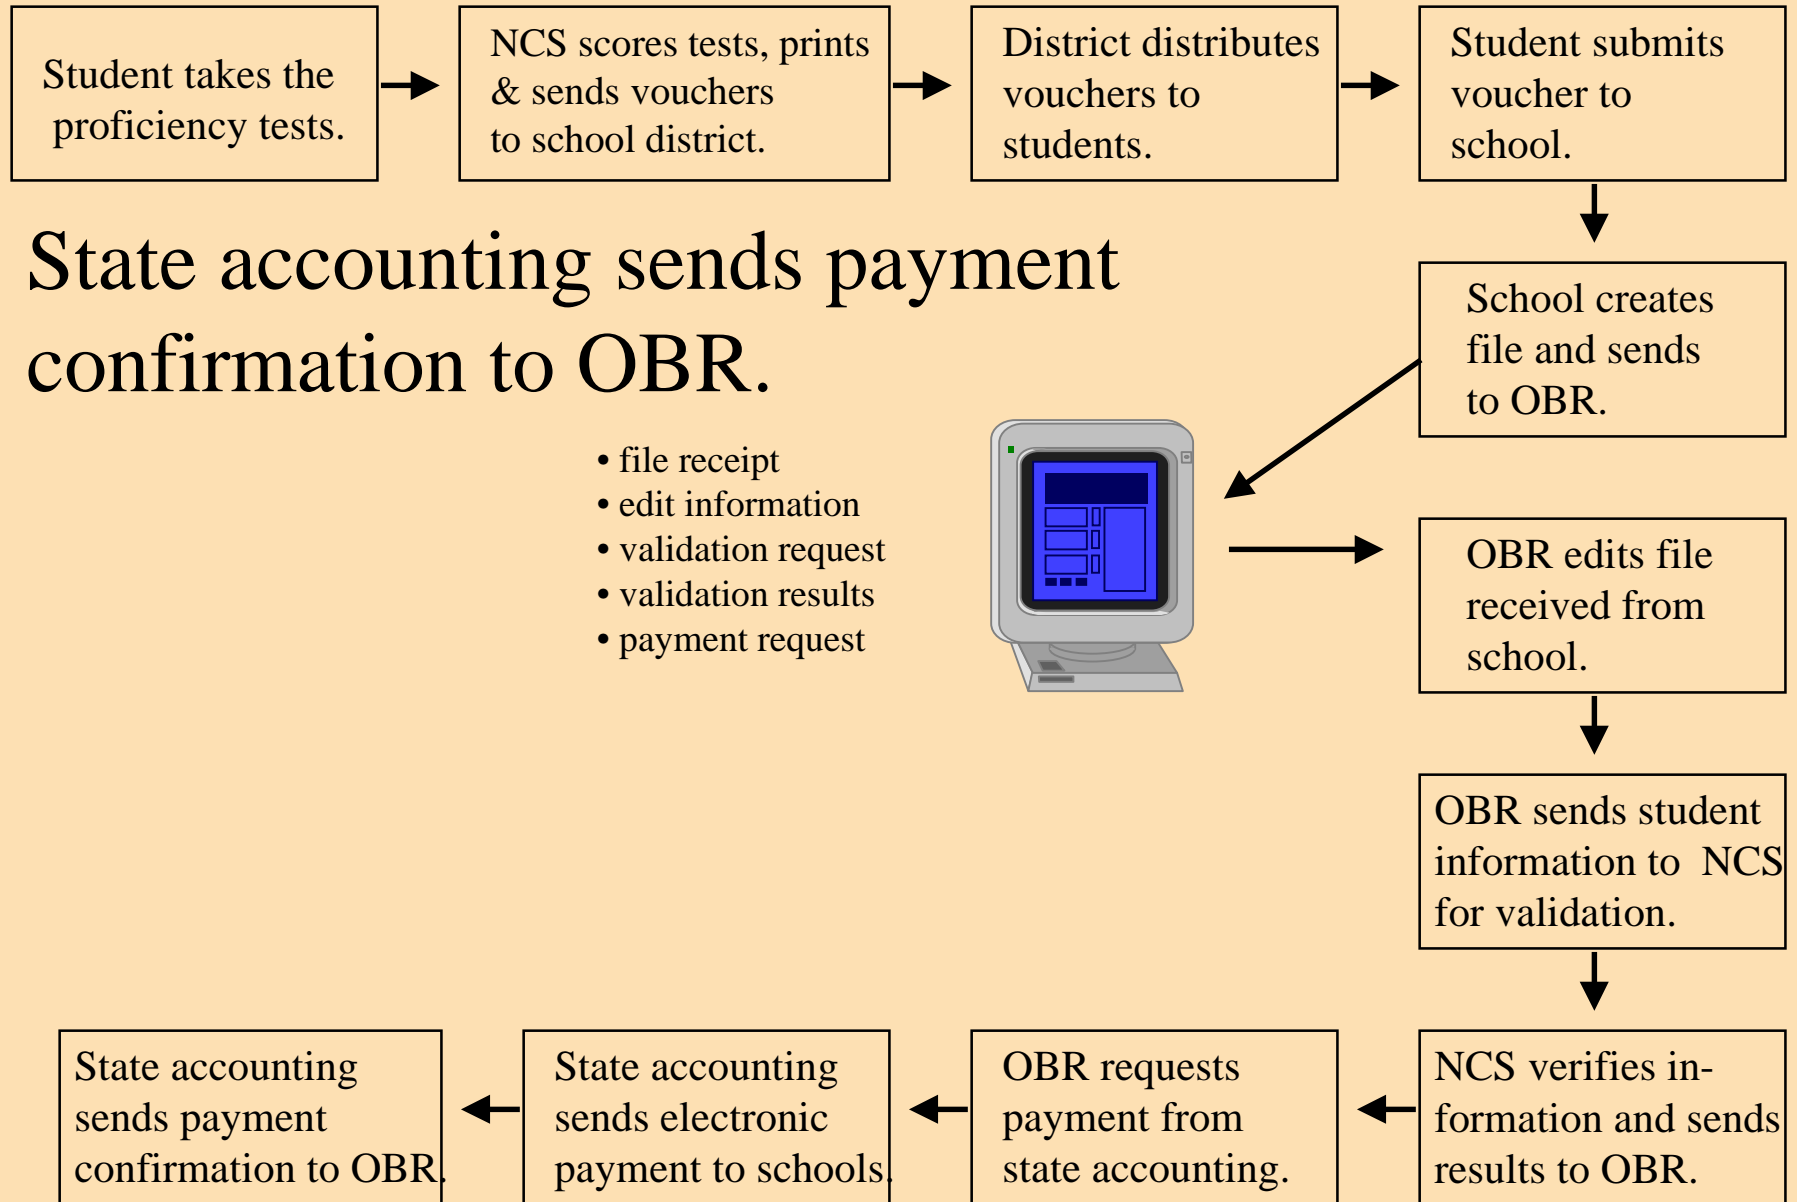 Student takes the
proficiency tests.
NCS scores tests, prints
& sends vouchers
to school district.
District distributes
vouchers to
students.
Student submits
voucher to
school.
State accounting sends payment
confirmation to OBR.
School creates
file and sends
to OBR.
• file receipt
• edit information
• validation request
• validation results
• payment request
OBR edits file
received from
school.
OBR sends student
information to NCS
for validation.
NCS verifies in-
formation and sends
results to OBR.
OBR requests
payment from
state accounting.
State accounting
sends electronic
payment to schools.
State accounting
sends payment
confirmation to OBR.